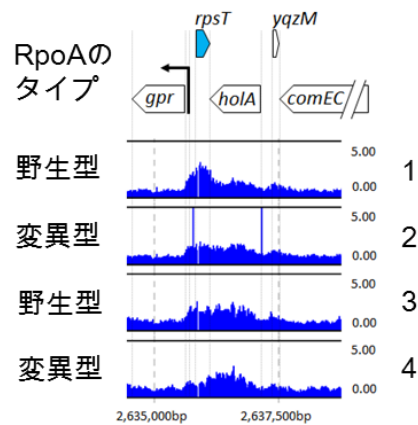 rpsT yqzM
RpoAの
タイプ
gpr holA comEC
野生型 5.00 0.00 1
変異型 5.00 0.00 2
野生型 5.00 0.00 3
変異型 5.00 0.00 4
2,635,000bp 2,637,500bp